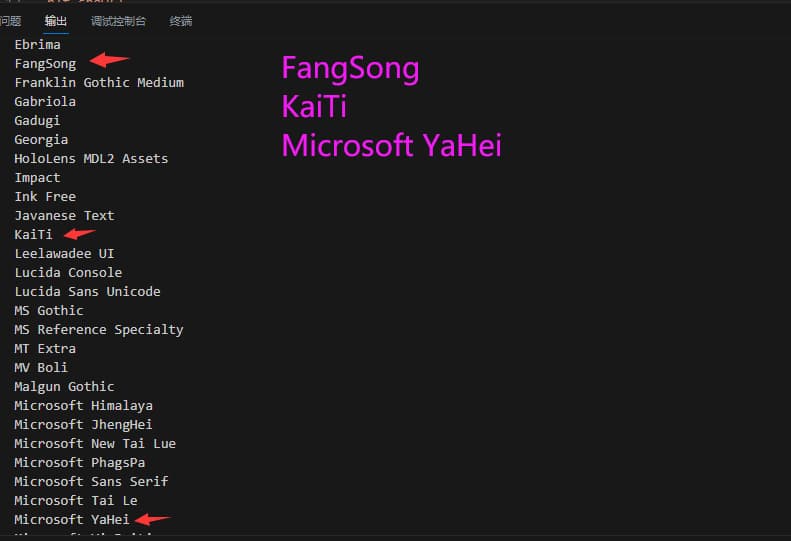 问题 输出 调试控制台 终端
Ebrima
FangSong
Franklin Gothic Medium
Gabriola
Gadugi
Georgia
HoloLens MDL2 Assets
Impact
Ink Free
Javanese Text
KaiTi
Leelawadee UI
Lucida Console
Lucida Sans Unicode
MS Gothic
MS Reference Specialty
MT Extra
MV Boli
Malgun Gothic
Microsoft Himalaya
Microsoft JhengHei
Microsoft New Tai Lue
Microsoft PhagsPa
Microsoft Sans Serif
Microsoft Tai Le
Microsoft YaHei
FangSong
KaiTi
Microsoft YaHei